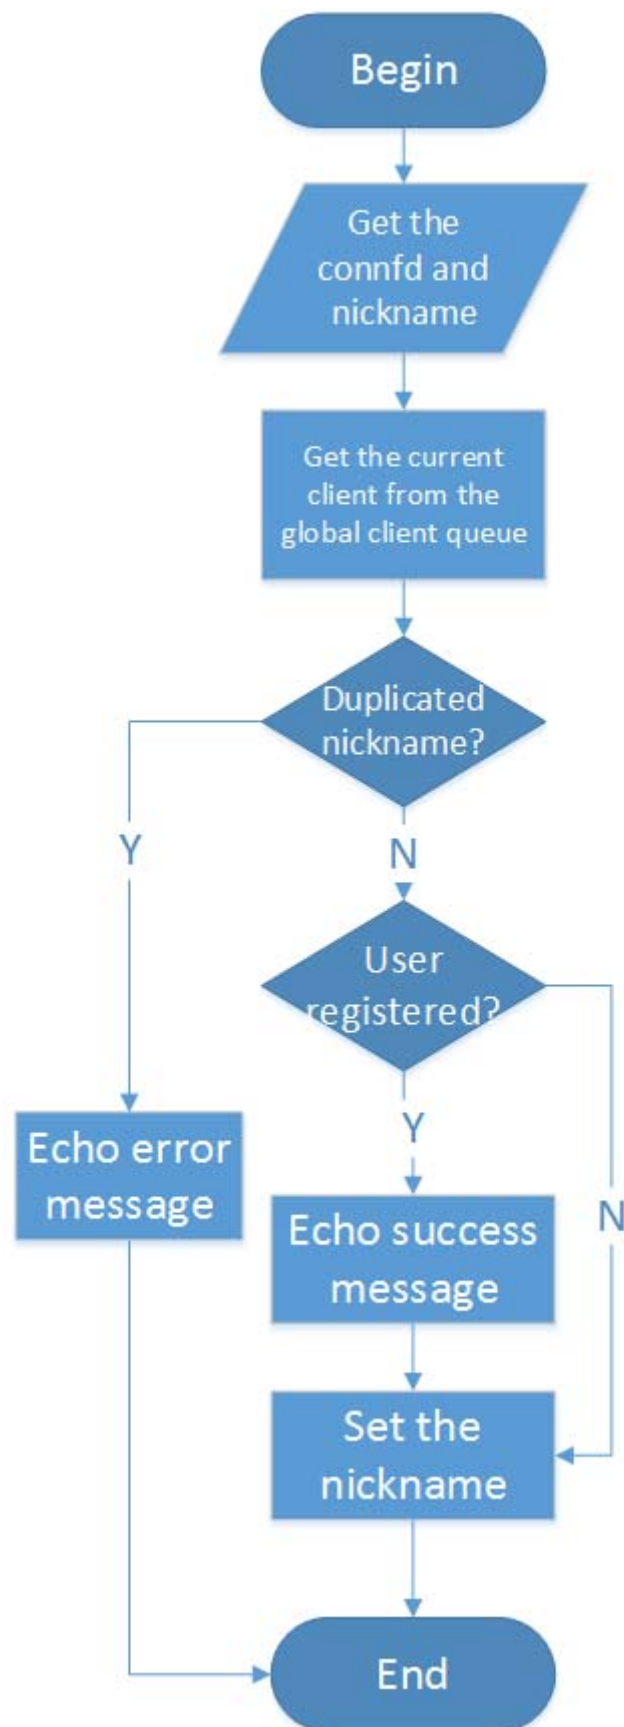 Begin
Get the
connfd and
nickname
Get the current
client from the
global client queue
Duplicated
nickname?
Y
N
User
registered?
Y
N
Echo error
message
Echo success
message
Set the
nickname
End